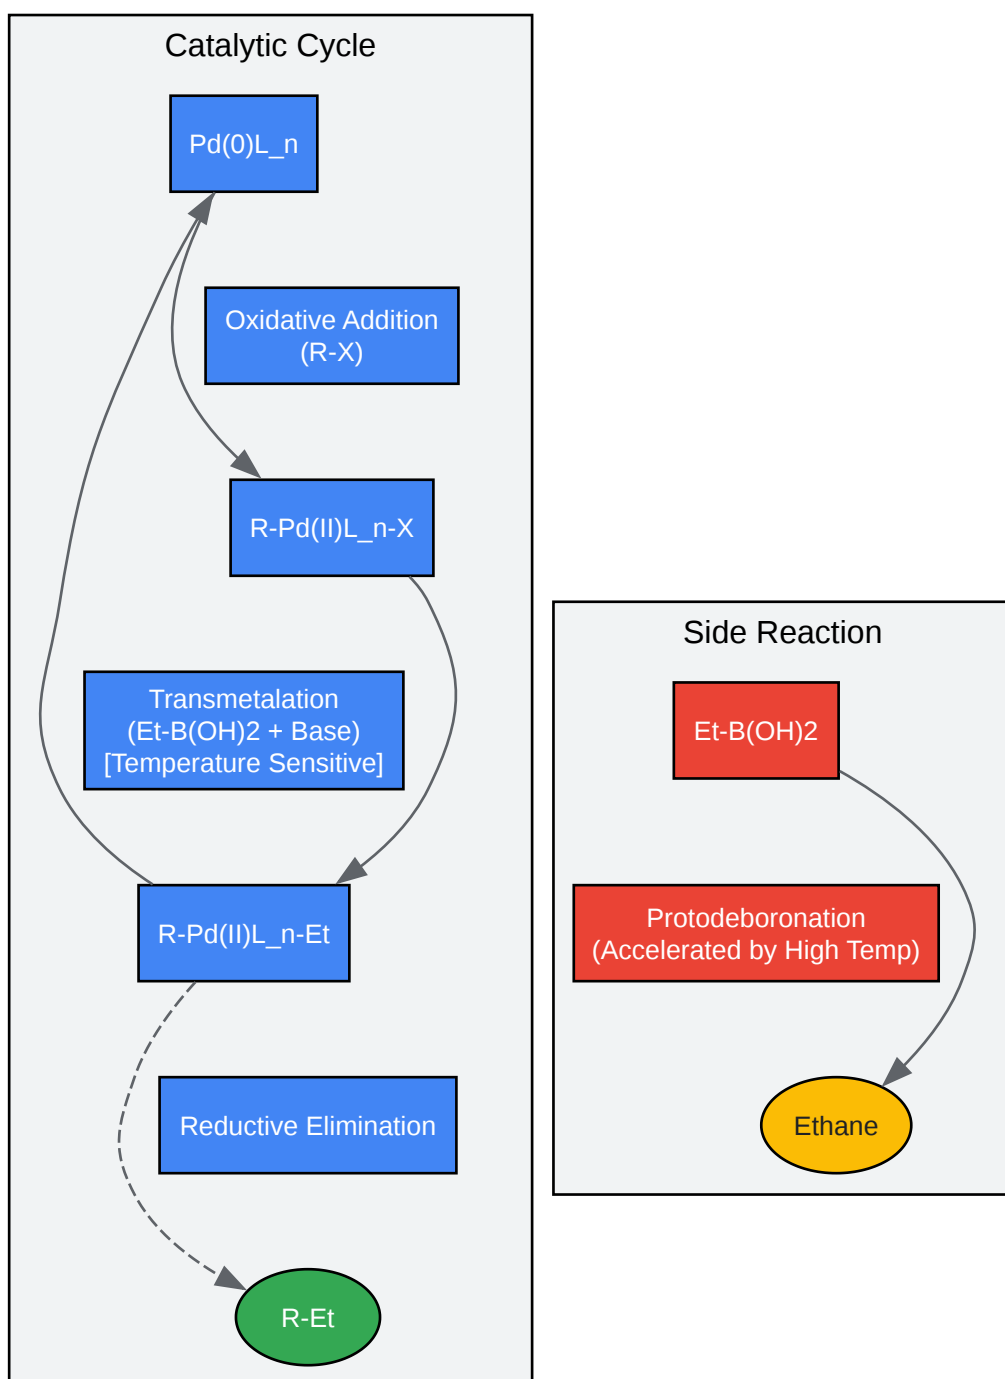 Catalytic Cycle
Pd(0)L_n
Oxidative Addition
(R-X)
R-Pd(II)L_n-X
Transmetalation
(Et-B(OH)2 + Base)
[Temperature Sensitive]
R-Pd(II)L_n-Et
Reductive Elimination
R-Et
Side Reaction
Et-B(OH)2
Protodeboronation
(Accelerated by High Temp)
Ethane